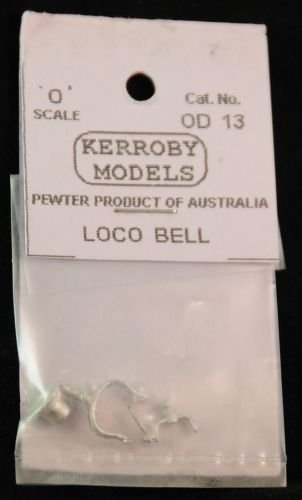 'O' Cat. No.
SCALE OD 13
KERROBY
MODELS
PEWTER PRODUCT OF AUSTRALIA
LOCO BELL